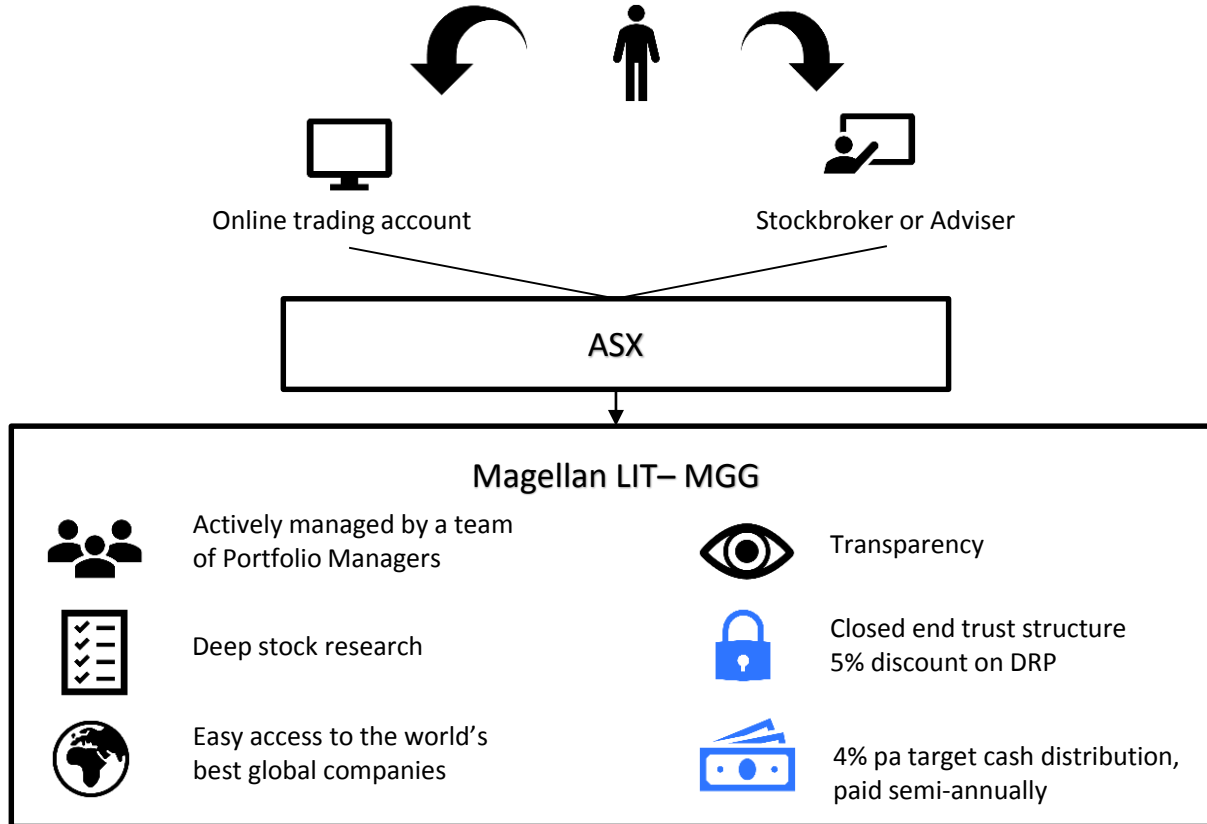 Online trading account
Stockbroker or Adviser
ASX
Magellan LIT– MGG
Actively managed by a team
of Portfolio Managers
Transparency
Deep stock research
Closed end trust structure
5% discount on DRP
Easy access to the world's
best global companies
4% pa target cash distribution,
paid semi-annually